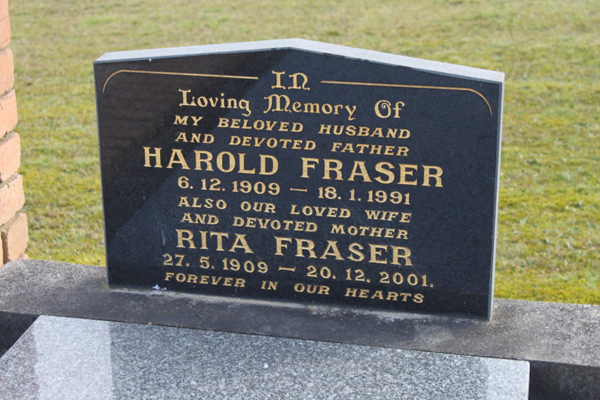 In
Loving Memory Of
MY BELOVED HUSBAND
AND DEVOTED FATHER
HAROLD FRASER
6. 12. 1909 — 18. 1. 1991
ALSO OUR LOVED WIFE
AND DEVOTED MOTHER
RITA FRASER
27. 5. 1909 — 20. 12. 2001.
FOREVER IN OUR HEARTS